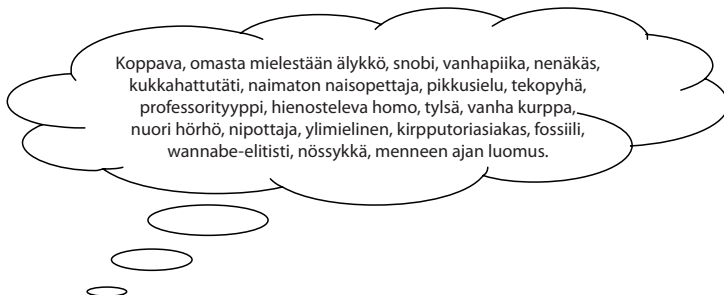 Koppava, omasta mielestään älykkö, snobi, vanhapiika, nenäkäs,
kukkahattutäti, naimaton naisopettaja, pikkusielu, tekopyhä,
professorityyppi, hienosteleva homo, tylsä, vanha kurppa,
nuori hörhö, nipottaja, ylimielinen, kirpputoriasiakas, fossiili,
wannabe-elitisti, nössykkä, menneen ajan luomus.